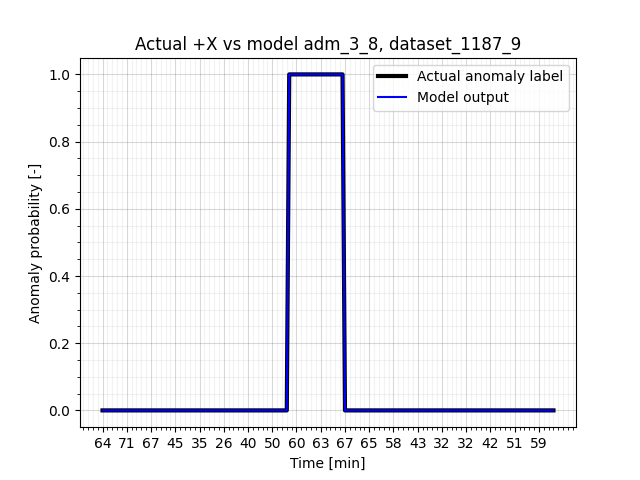 Actual +X vs model adm_3_8, dataset_1187_9
Actual anomaly label
Model output
Anomaly probability [-]
1.0
0.8
0.6
0.4
0.2
0.0
64 71 67 45 35 26 40 50 60 63 67 65 58 43 32 32 42 51 59
Time [min]